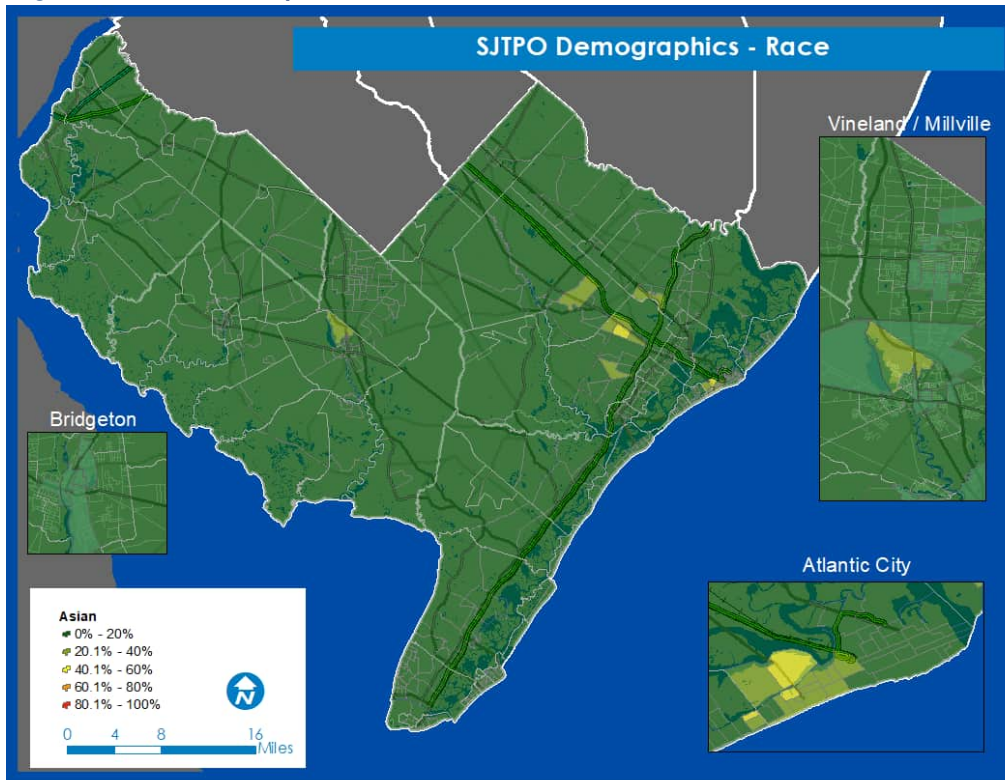 SJTPO Demographics - Race
Vineland / Millville
Bridgeton
Atlantic City
Asian
0% - 20%
20.1% - 40%
40.1% - 60%
60.1% - 80%
80.1% - 100%
N
0 4 8 16
Miles